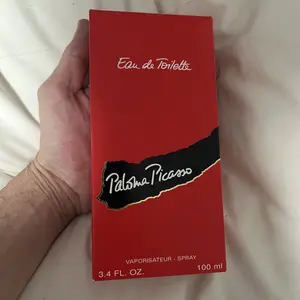 Eau de Toilette
Paloma Picasso
VAPORISATEUR - SPRAY
3.4 FL. OZ. 100 ml